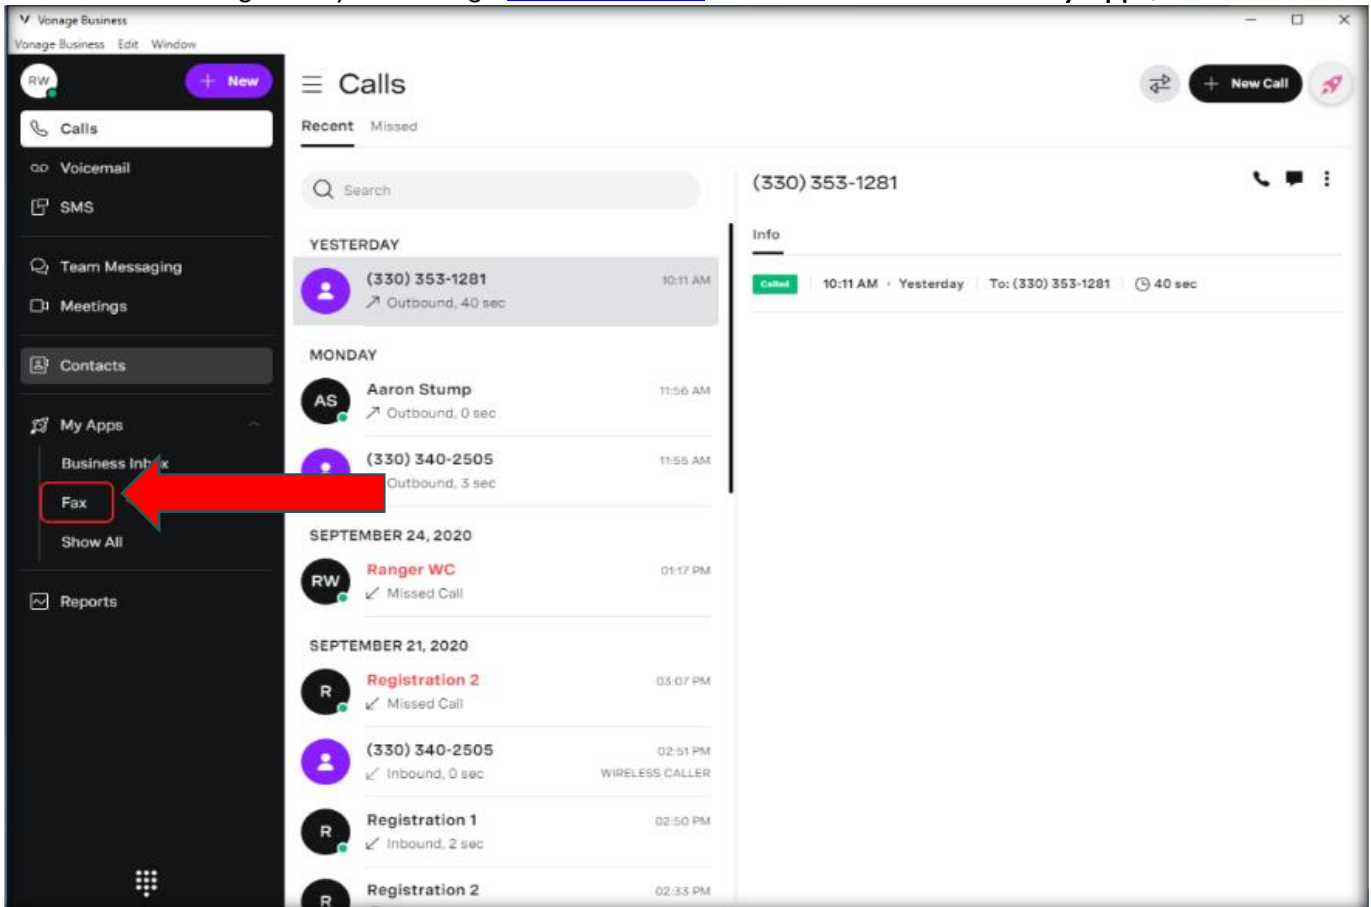 Vonage Business
Vonage Business Edit Window
RW
+ New
Calls
Voicemail
SMS
Team Messaging
Meetings
Contacts
My Apps
Business Inb x
Fax
Show All
Reports
Calls
+ New Call
Recent Missed
Search
YESTERDAY
(330) 353-1281 10:11 AM
Outbound, 40 sec
MONDAY
AS
Aaron Stump 11:56 AM
Outbound, 0 sec
(330) 340-2505 11:55 AM
Outbound, 3 sec
SEPTEMBER 24, 2020
RW
Ranger WC 01:17 PM
Missed Call
SEPTEMBER 21, 2020
R
Registration 2 03:07 PM
Missed Call
(330) 340-2505 02:51 PM
Inbound, 0 sec WIRELESS CALLER
R
Registration 1 02:50 PM
Inbound, 2 sec
R
Registration 2 02:33 PM
(330) 353-1281
Info
Called 10:11 AM · Yesterday To: (330) 353-1281 40 sec